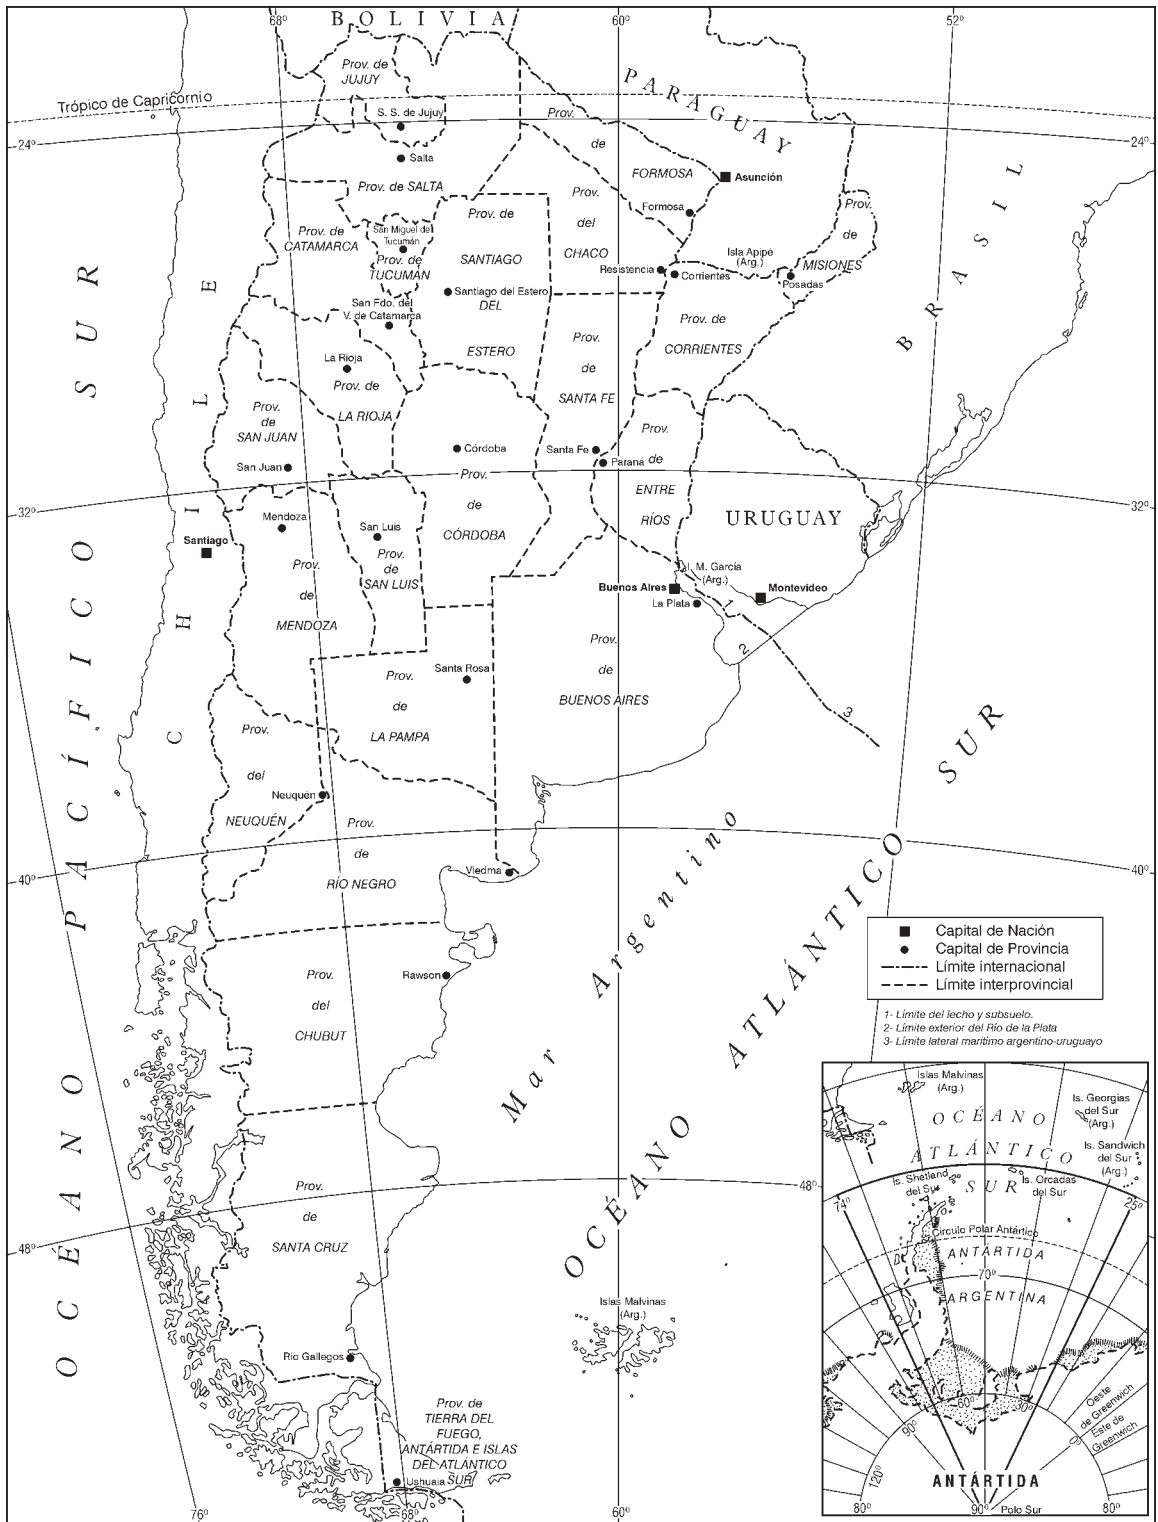 68º
60º
52º
BOLIVIA
Prov. de
JUJUY
PARAGUAY
Trópico de Capricornio
S. S. de Jujuy
Prov.
de
FORMOSA
24º
24º
Salta
Prov. de SALTA
Asunción
Formosa
BRASIL
Prov.
del
CHACO
Prov.
de
MISIONES
Prov. de
CATAMARCA
San Miguel de
Tucumán
Prov. de
TUCUMÁN
Prov. de
SANTIAGO
DEL
ESTERO
Isla Apipé
(Arg.)
Resistencia
Corrientes
Posadas
Santiago del Estero
San Fdo. del
V. de Catamarca
Prov. de
CORRIENTES
La Rioja
Prov. de
LA RIOJA
Prov.
de
SANTA FE
Prov.
de
SAN JUAN
San Juan
Córdoba
Prov.
de
CÓRDOBA
Santa Fe
Paraná
Prov.
de
ENTRE
RÍOS
32º
32º
Mendoza
San Luis
URUGUAY
Santiago
CHILE
Prov.
de
MENDOZA
Prov.
de
SAN LUIS
I. M. García
(Arg.)
Buenos Aires
Montevideo
La Plata
1
2
3
Prov.
de
BUENOS AIRES
Santa Rosa
Prov.
de
LA PAMPA
Prov.
del
NEUQUÉN
Neuquén
OCÉANO PACÍFICO SUR
Prov.
de
RÍO NEGRO
Viedma
40º
40º
Mar Argentino
OCÉANO ATLÁNTICO SUR
Rawson
Prov.
del
CHUBUT
Capital de Nación
Capital de Provincia
Límite internacional
Límite interprovincial
1- Límite del lecho y subsuelo.
2- Límite exterior del Río de la Plata
3- Límite lateral marítimo argentino-uruguayo
48º
48º
Prov.
de
SANTA CRUZ
Islas Malvinas
(Arg.)
Río Gallegos
Prov. de
TIERRA DEL
FUEGO,
ANTÁRTIDA E ISLAS
DEL ATLÁNTICO
SUR
Ushuaia
76º
68º
60º
Islas Malvinas
(Arg.)
Is. Georgias
del Sur
(Arg.)
OCÉANO
ATLÁNTICO
SUR
Is. Sandwich
del Sur
(Arg.)
Is. Shetland
del Sur
Is. Orcadas
del Sur
74º
25º
Círculo Polar Antártico
ANTÁRTIDA
70º
ARGENTINA
Oeste
de Greenwich
0º
Este de
Greenwich
60º
30º
90º
120º
ANTÁRTIDA
80º
90º
Polo Sur
80º